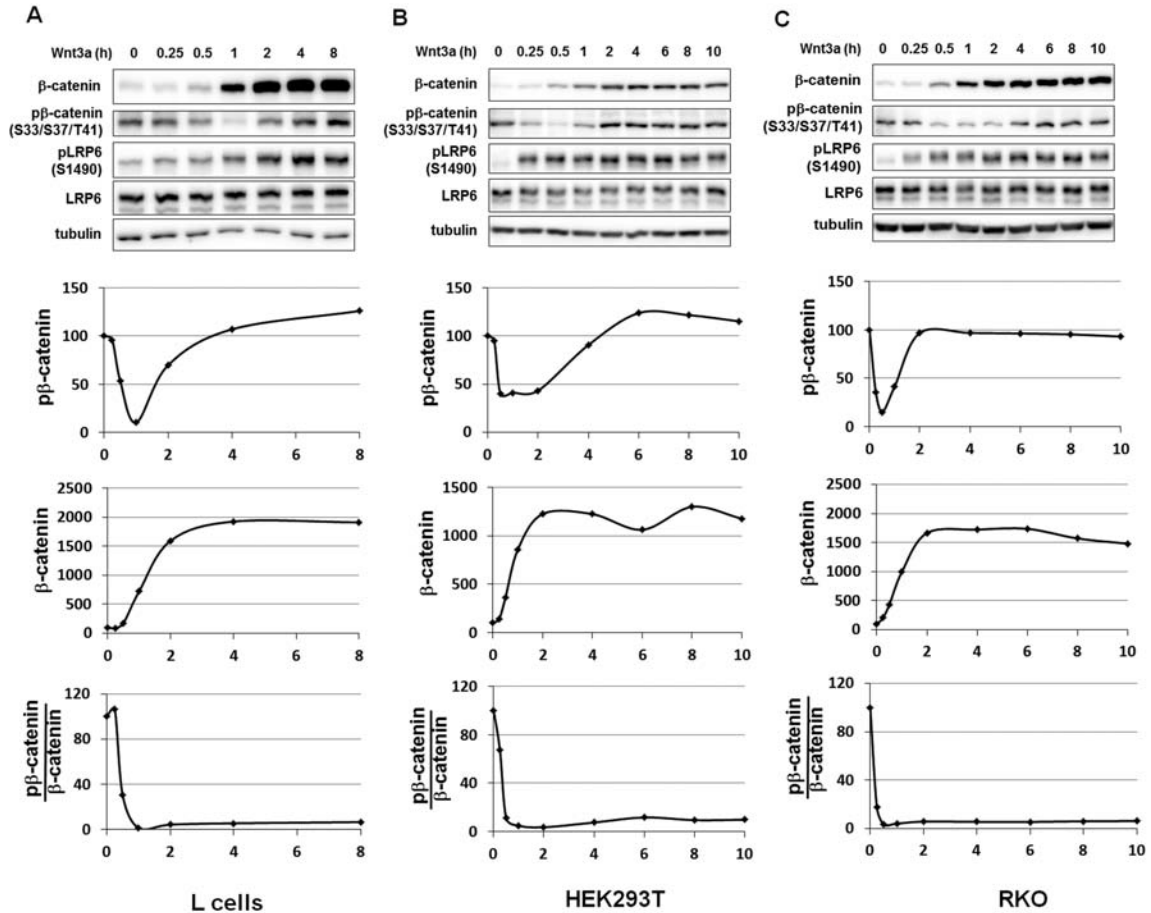 A
Wnt3a (h) 0 0.25 0.5 1 2 4 8
β-catenin
pβ-catenin
(S33/S37/T41)
pLRP6
(S1490)
LRP6
tubulin
150
100
50
0
pβ-catenin
0 2 4 6 8
2500
2000
1500
1000
500
0
β-catenin
0 2 4 6 8
120
80
40
0
pβ-catenin
β-catenin
0 2 4 6 8
L cells
B
Wnt3a (h) 0 0.25 0.5 1 2 4 6 8 10
β-catenin
pβ-catenin
(S33/S37/T41)
pLRP6
(S1490)
LRP6
tubulin
150
100
50
0
pβ-catenin
0 2 4 6 8 10
1500
1000
500
0
β-catenin
0 2 4 6 8 10
120
80
40
0
pβ-catenin
β-catenin
0 2 4 6 8 10
HEK293T
C
Wnt3a (h) 0 0.25 0.5 1 2 4 6 8 10
β-catenin
pβ-catenin
(S33/S37/T41)
pLRP6
(S1490)
LRP6
tubulin
150
100
50
0
pβ-catenin
0 2 4 6 8 10
2500
2000
1500
1000
500
0
β-catenin
0 2 4 6 8 10
120
80
40
0
pβ-catenin
β-catenin
0 2 4 6 8 10
RKO